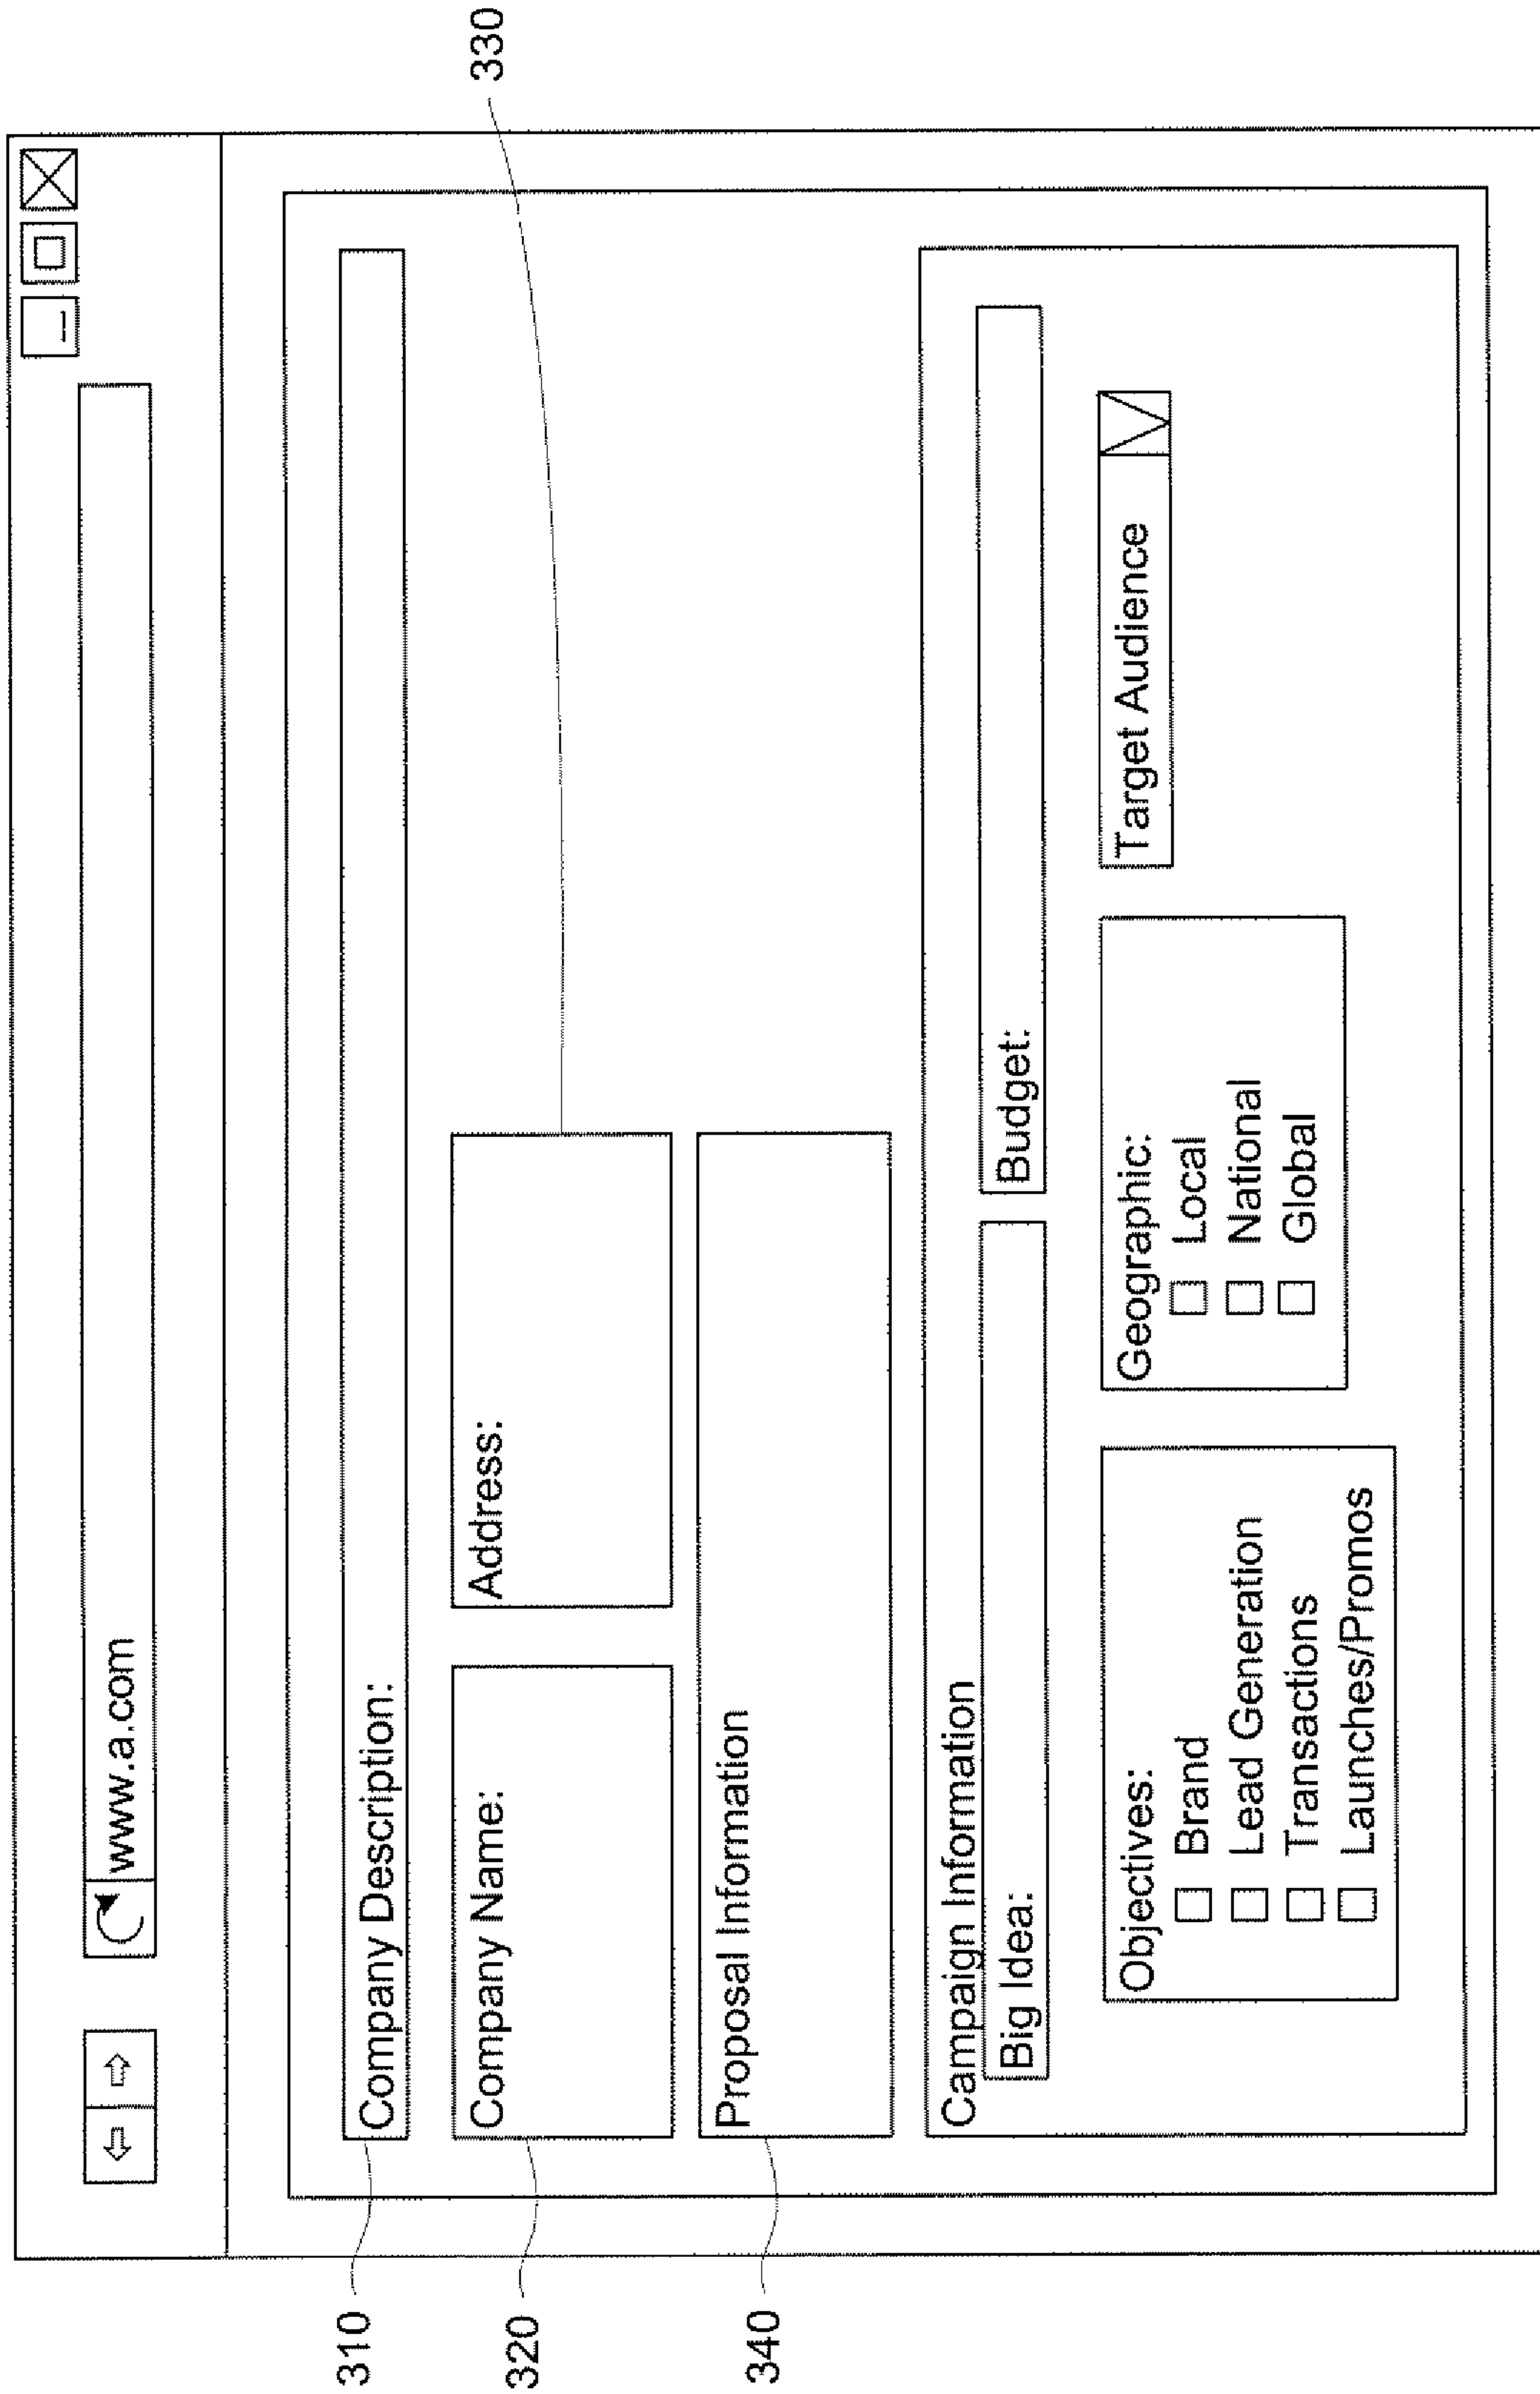 www.a.com
310
Company Description:
320
Company Name:
Address:
330
340
Proposal Information
Campaign Information
Big Idea:
Budget:
Objectives:
Brand
Lead Generation
Transactions
Launches/Promos
Geographic:
Local
National
Global
Target Audience